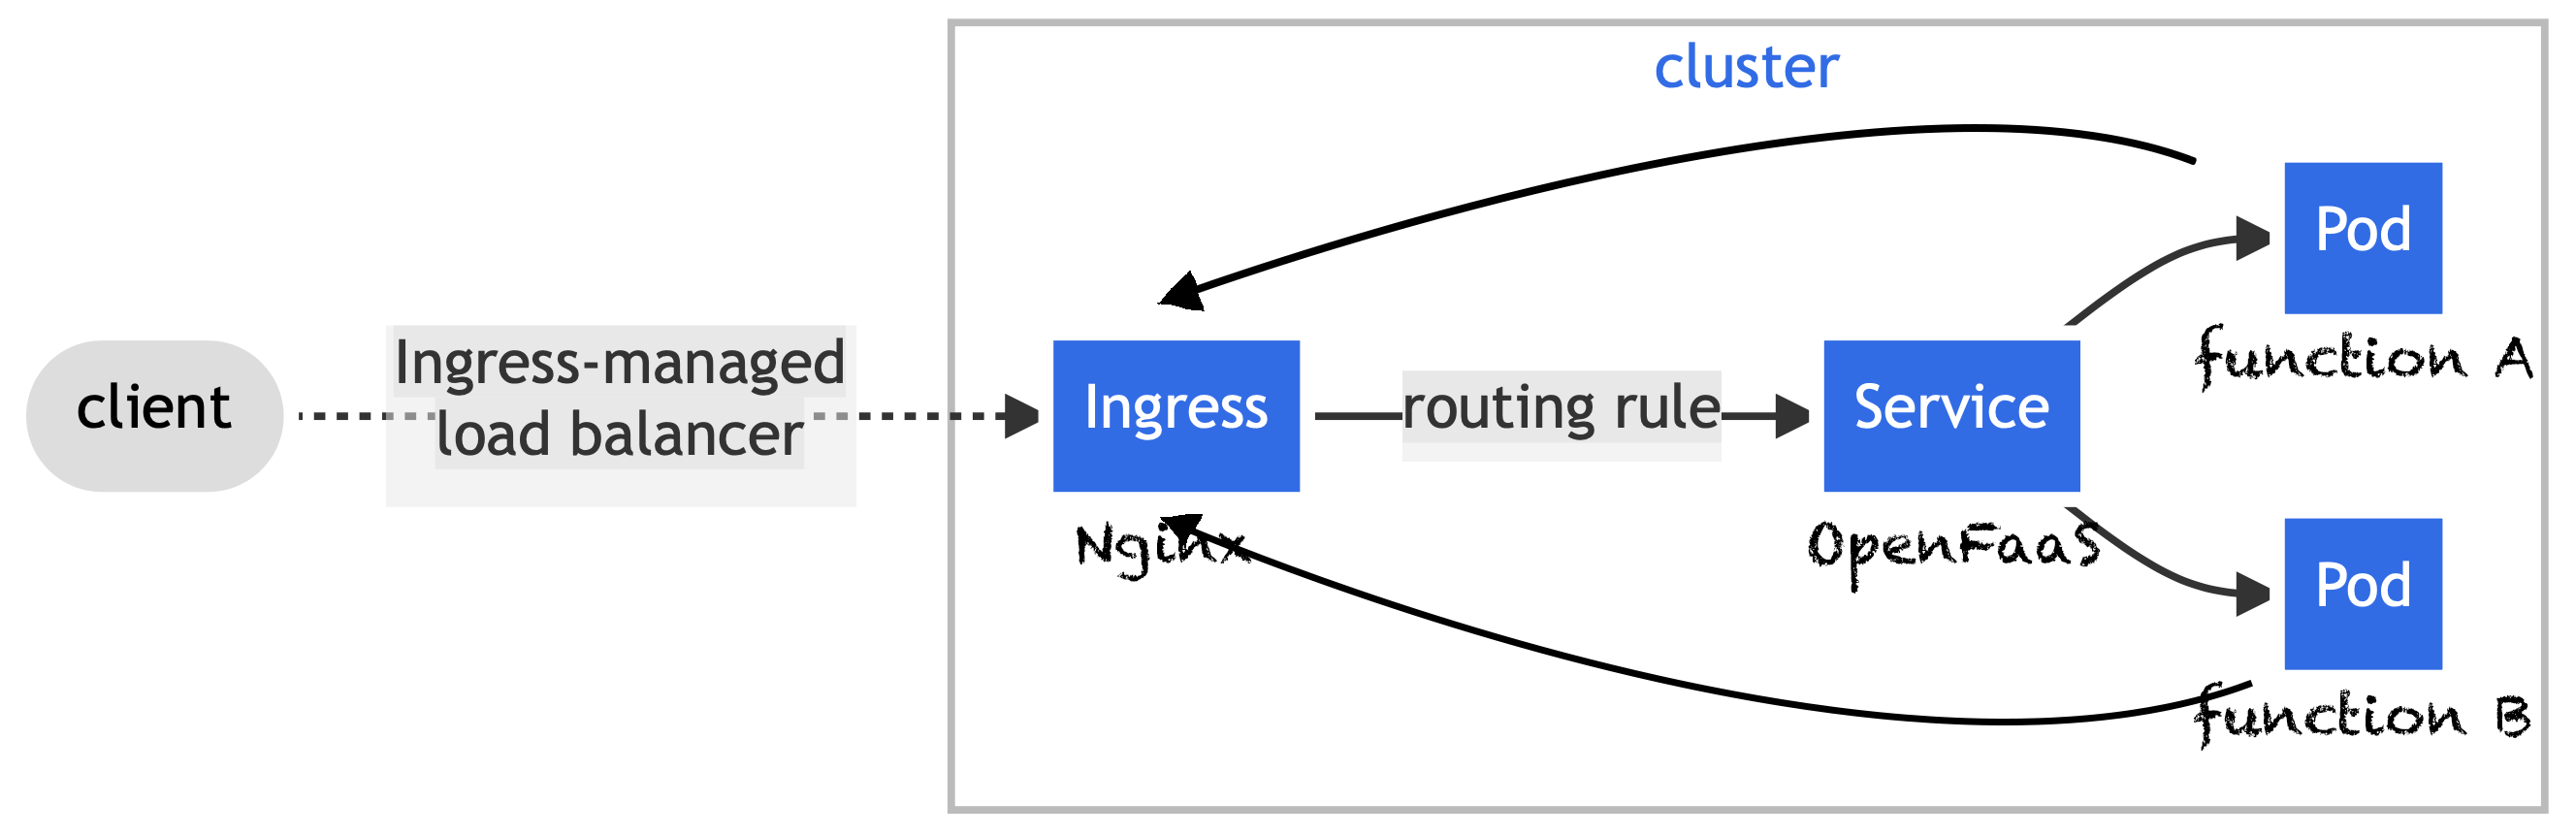 cluster
client
Ingress-managed
load balancer
Ingress
Nginx
routing rule
Service
OpenFaaS
Pod
function A
Pod
function B